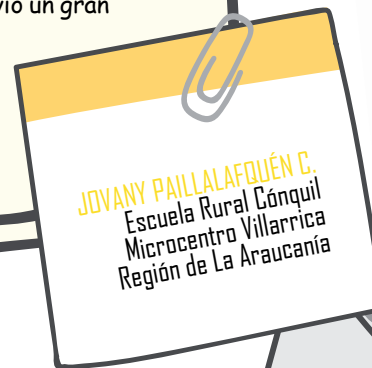 vio un gran
JOVANY PAILLALAFQUÉN C.
Escuela Rural Cónquil
Microcentro Villarrica
Región de La Araucanía